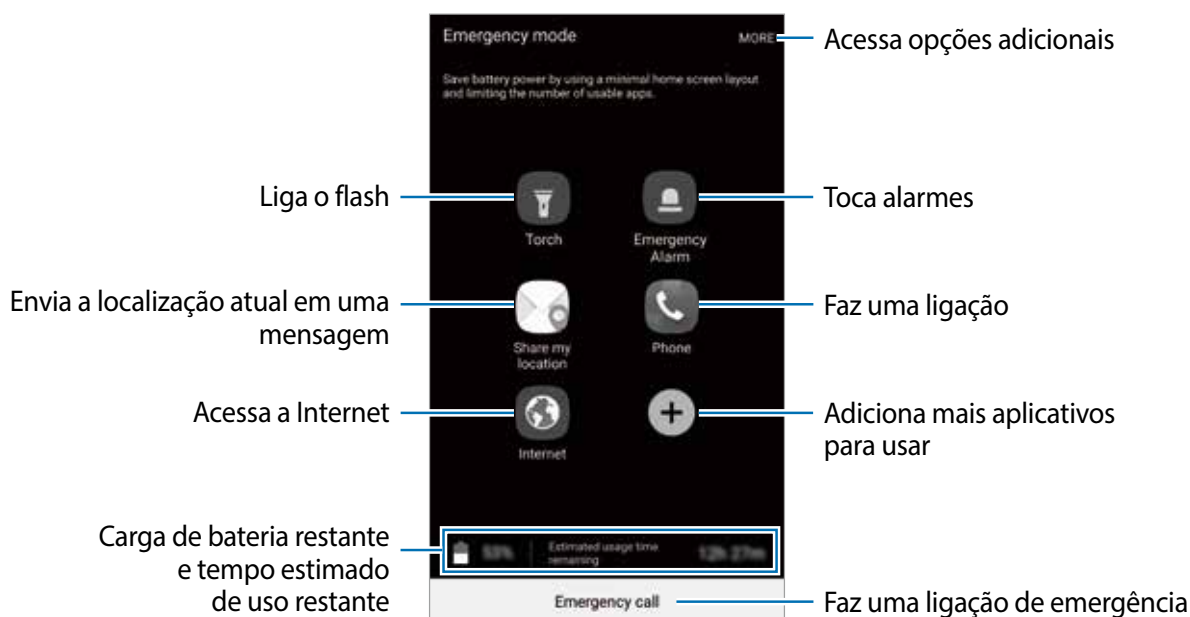 Emergency mode
MORE
Acessa opções adicionais
Save battery power by using a minimal home screen layout
and limiting the number of usable apps.
Liga o flash
Toca alarmes
Torch
Emergency
Alarm
Envia a localização atual em uma
mensagem
Faz uma ligação
Share my
location
Phone
Acessa a Internet
Adiciona mais aplicativos
para usar
Internet
Carga de bateria restante
e tempo estimado
de uso restante
Estimated usage time
remaining
Emergency call
Faz uma ligação de emergência